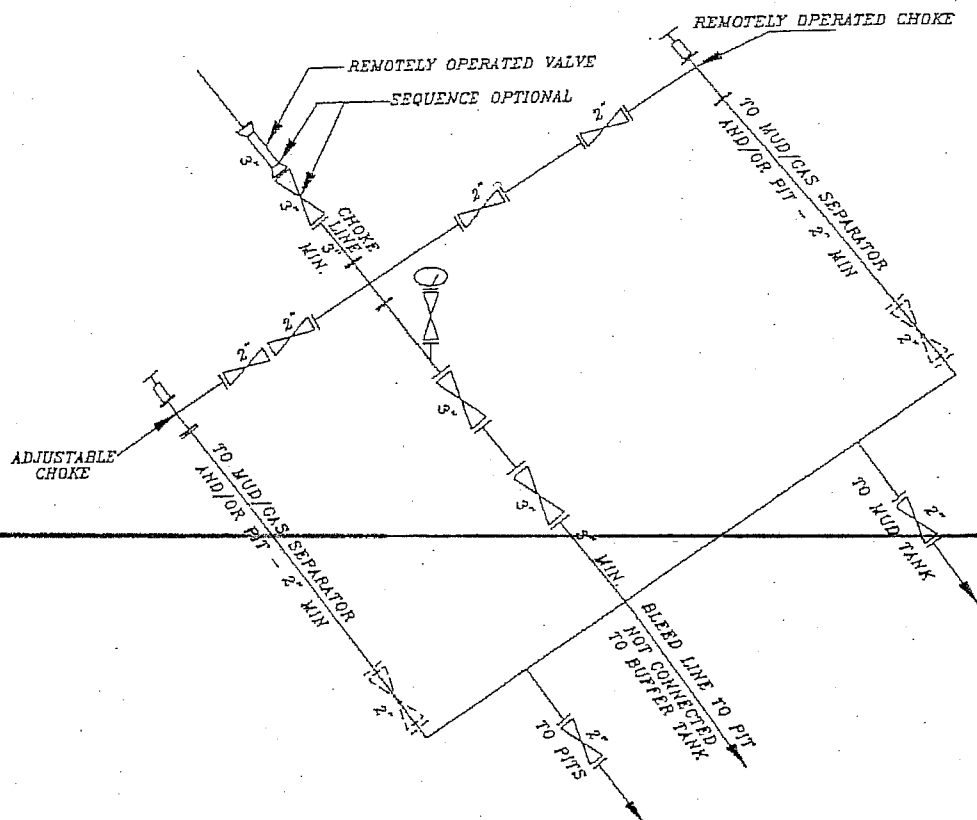 REMOTELY OPERATED CHOKE
REMOTELY OPERATED VALVE
SEQUENCE OPTIONAL
3"
3"
CHOKE
LINE
3"
MIN.
2"
2"
TO MUD/GAS SEPARATOR
AND/OR PIT - 2" MIN
2"
2"
2"
3"
3"
3" MIN.
ADJUSTABLE
CHOKE
TO MUD/GAS SEPARATOR
AND/OR PIT - 2" MIN
2"
2"
TO MUD TANK
BLEED LINE TO PIT
NOT CONNECTED
TO BUFFER TANK
2"
TO PITS